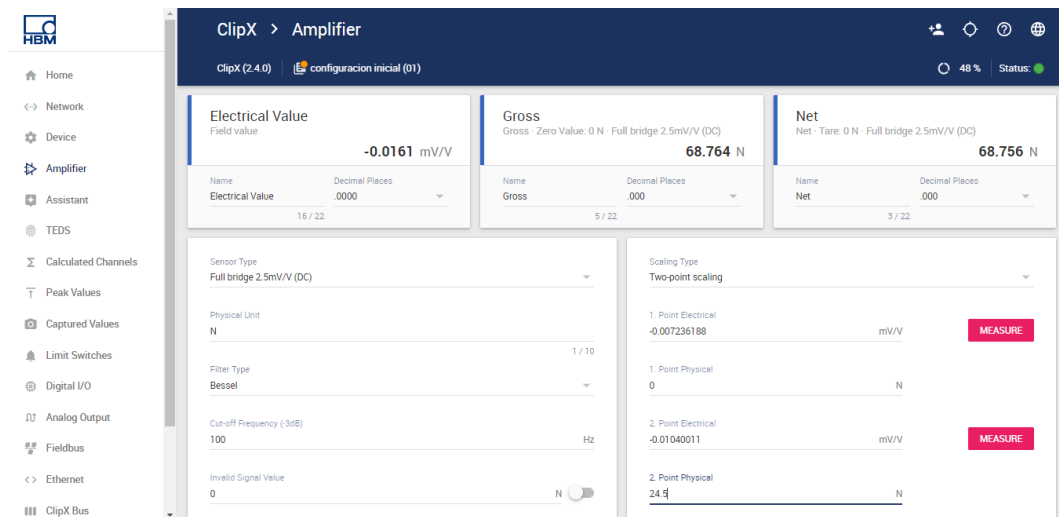 HBM
ClipX > Amplifier
ClipX (2.4.0) configuracion inicial (01) 48 % Status:
Home
Network
Device
Amplifier
Assistant
TEDS
Calculated Channels
Peak Values
Captured Values
Limit Switches
Digital I/O
Analog Output
Fieldbus
Ethernet
ClipX Bus
Electrical Value
Field value
-0.0161 mV/V
Name Decimal Places
Electrical Value .0000
16 / 22
Gross
Gross · Zero Value: 0 N · Full bridge 2.5mV/V (DC)
68.764 N
Name Decimal Places
Gross .000
5 / 22
Net
Net · Tare: 0 N · Full bridge 2.5mV/V (DC)
68.756 N
Name Decimal Places
Net .000
3 / 22
Sensor Type
Full bridge 2.5mV/V (DC)
Physical Unit
N
1 / 10
Filter Type
Bessel
Cut-off Frequency (-3dB)
100 Hz
Invalid Signal Value
0 N
Scaling Type
Two-point scaling
1. Point Electrical
-0.007236188 mV/V MEASURE
1. Point Physical
0 N
2. Point Electrical
-0.01040011 mV/V MEASURE
2. Point Physical
24.5 N